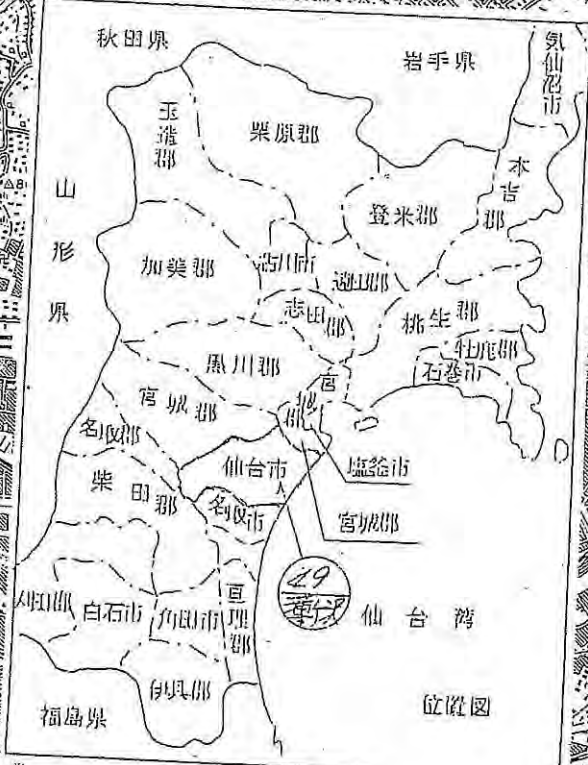 秋田県
岩手県
気仙沼市
玉造郡
栗原郡
本吉郡
山形県
登米郡
加美郡
古川市
遠田郡
志田郡
桃生郡
牡鹿郡
石巻市
黒川郡
宮城郡
宮城郡
名取郡
仙台市
塩釜市
柴田郡
名取市
宮城郡
29
仙台湾
刈田郡
白石市
角田市
亘理郡
伊具郡
福島県
位置図